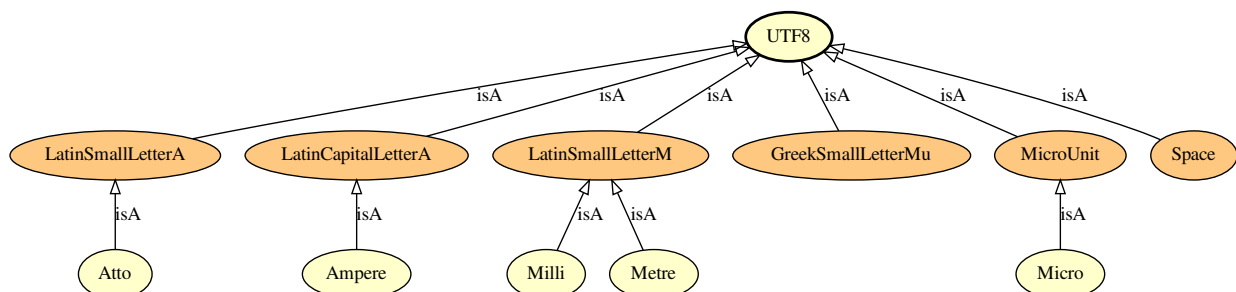 UTF8
isA isA isA isA isA isA
LatinSmallLetterA LatinCapitalLetterA LatinSmallLetterM GreekSmallLetterMu MicroUnit Space
isA isA isA isA isA
Atto Ampere Milli Metre Micro